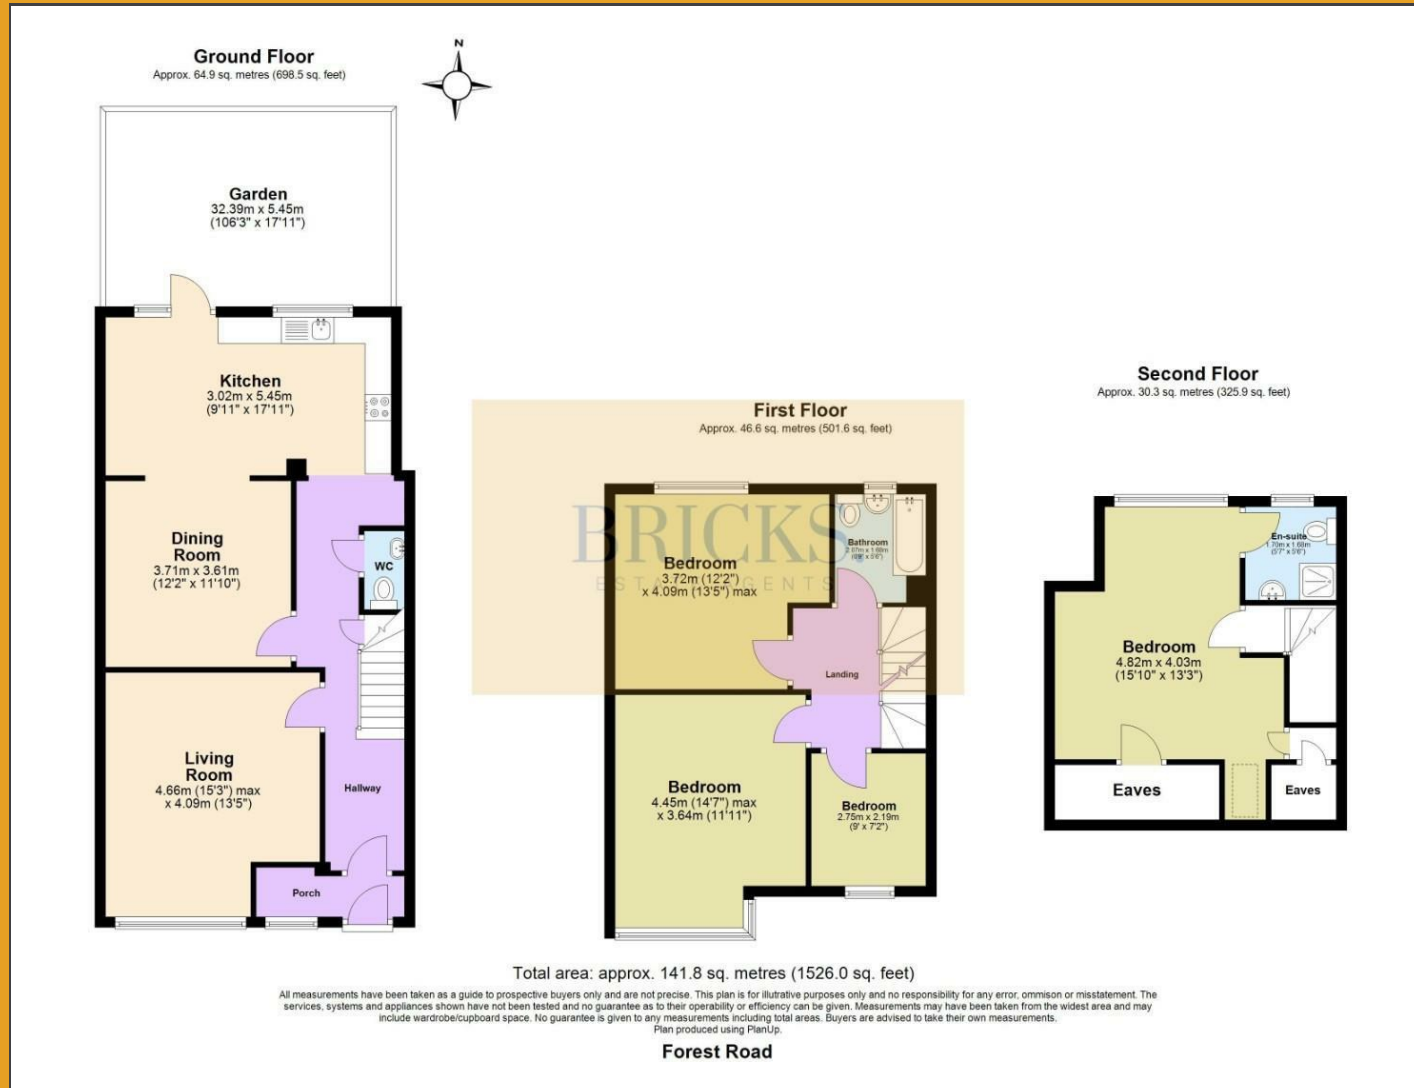 N
Ground Floor
Approx. 64.9 sq. metres (698.5 sq. feet)
Garden
32.39m x 5.45m
(106'3" x 17'11")
Kitchen
3.02m x 5.45m
(9'11" x 17'11")
Dining
Room
3.71m x 3.61m
(12'2" x 11'10")
WC
Living
Room
4.66m (15'3") max
x 4.09m (13'5")
Hallway
Porch
First Floor
Approx. 46.6 sq. metres (501.6 sq. feet)
BRICKS.
ESTATE AGENTS
Bedroom
3.72m (12'2")
x 4.09m (13'5") max
Bathroom
Landing
Bedroom
4.45m (14'7") max
x 3.64m (11'11")
Bedroom
2.75m x 2.19m
(9' x 7'2")
Second Floor
Approx. 30.3 sq. metres (325.9 sq. feet)
En-suite
1.70m x 1.68m
(5'7" x 5'6")
Bedroom
4.82m x 4.03m
(15'10" x 13'3")
Eaves
Eaves
Total area: approx. 141.8 sq. metres (1526.0 sq. feet)
All measurements have been taken as a guide to prospective buyers only and are not precise. This plan is for illutrative purposes only and no responsibility for any error, ommison or misstatement. The
services, systems and appliances shown have not been tested and no guarantee as to their operability or efficiency can be given. Measurements may have been taken from the widest area and may
include wardrobe/cupboard space. No guarantee is given to any measurements including total areas. Buyers are advised to take their own measurements.
Plan produced using PlanUp.
Forest Road